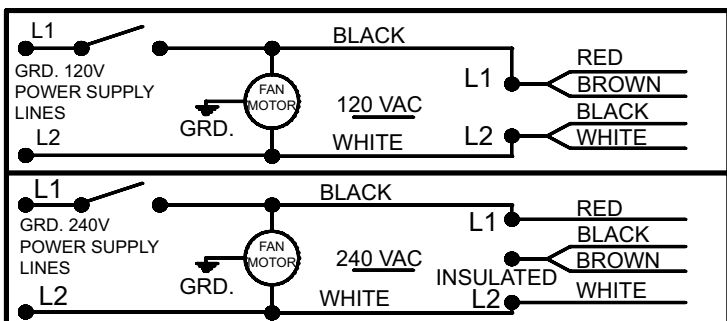 L1
BLACK
RED
GRD. 120V
POWER SUPPLY
LINES
FAN
MOTOR
L1
BROWN
120 VAC
BLACK
GRD.
L2
WHITE
L2
WHITE
L1
BLACK
RED
GRD. 240V
POWER SUPPLY
LINES
L1
BLACK
FAN
MOTOR
240 VAC
BROWN
GRD.
INSULATED
L2
WHITE
L2
WHITE